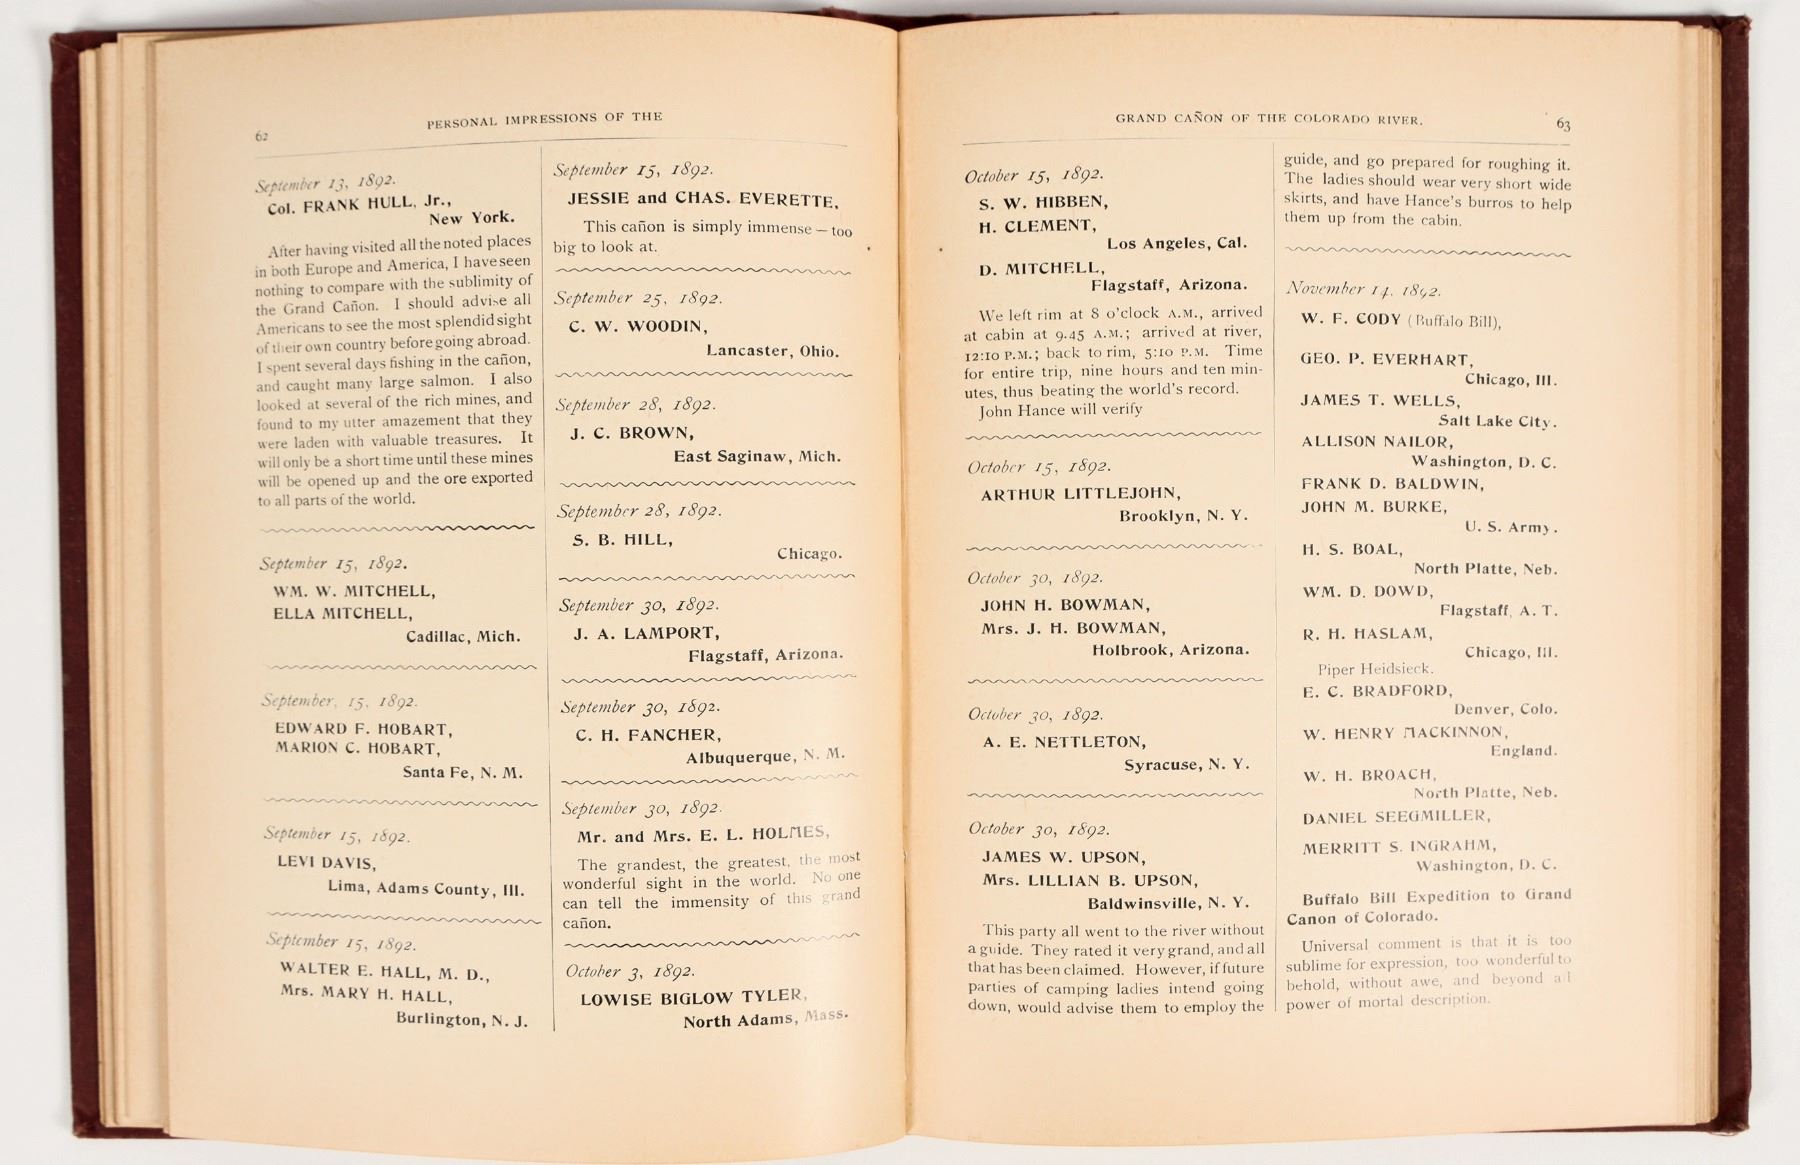 62
PERSONAL IMPRESSIONS OF THE
September 13, 1892.
Col. FRANK HULL, Jr.,
New York.
After having visited all the noted places
in both Europe and America, I have seen
nothing to compare with the sublimity of
the Grand Cañon. I should advise all
Americans to see the most splendid sight
of their own country before going abroad.
I spent several days fishing in the cañon,
and caught many large salmon. I also
looked at several of the rich mines, and
found to my utter amazement that they
were laden with valuable treasures. It
will only be a short time until these mines
will be opened up and the ore exported
to all parts of the world.
September 15, 1892.
WM. W. MITCHELL,
ELLA MITCHELL,
Cadillac, Mich.
September, 15, 1892.
EDWARD F. HOBART,
MARION C. HOBART,
Santa Fe, N. M.
September 15, 1892.
LEVI DAVIS,
Lima, Adams County, Ill.
September 15, 1892.
WALTER E. HALL, M. D.,
Mrs. MARY H. HALL,
Burlington, N. J.
September 15, 1892.
JESSIE and CHAS. EVERETTE,
This cañon is simply immense — too
big to look at.
September 25, 1892.
C. W. WOODIN,
Lancaster, Ohio.
September 28, 1892.
J. C. BROWN,
East Saginaw, Mich.
September 28, 1892.
S. B. HILL,
Chicago.
September 30, 1892.
J. A. LAMPORT,
Flagstaff, Arizona.
September 30, 1892.
C. H. FANCHER,
Albuquerque, N. M.
September 30, 1892.
Mr. and Mrs. E. L. HOLMES,
The grandest, the greatest, the most
wonderful sight in the world. No one
can tell the immensity of this grand
cañon.
October 3, 1892.
LOWISE BIGLOW TYLER,
North Adams, Mass.
GRAND CAÑON OF THE COLORADO RIVER.
63
October 15, 1892.
S. W. HIBBEN,
H. CLEMENT,
Los Angeles, Cal.
D. MITCHELL,
Flagstaff, Arizona.
We left rim at 8 o'clock A.M., arrived
at cabin at 9.45 A.M.; arrived at river,
12:10 P.M.; back to rim, 5:10 P.M. Time
for entire trip, nine hours and ten min-
utes, thus beating the world's record.
John Hance will verify
October 15, 1892.
ARTHUR LITTLEJOHN,
Brooklyn, N. Y.
October 30, 1892.
JOHN H. BOWMAN,
Mrs. J. H. BOWMAN,
Holbrook, Arizona.
October 30, 1892.
A. E. NETTLETON,
Syracuse, N. Y.
October 30, 1892.
JAMES W. UPSON,
Mrs. LILLIAN B. UPSON,
Baldwinsville, N. Y.
This party all went to the river without
a guide. They rated it very grand, and all
that has been claimed. However, if future
parties of camping ladies intend going
down, would advise them to employ the
guide, and go prepared for roughing it.
The ladies should wear very short wide
skirts, and have Hance's burros to help
them up from the cabin.
November 14, 1892.
W. F. CODY (Buffalo Bill),
GEO. P. EVERHART,
Chicago, Ill.
JAMES T. WELLS,
Salt Lake City.
ALLISON NAILOR,
Washington, D. C.
FRANK D. BALDWIN,
JOHN M. BURKE,
U. S. Army.
H. S. BOAL,
North Platte, Neb.
WM. D. DOWD,
Flagstaff, A. T.
R. H. HASLAM,
Chicago, Ill.
Piper Heidsieck.
E. C. BRADFORD,
Denver, Colo.
W. HENRY MACKINNON,
England.
W. H. BROACH,
North Platte, Neb.
DANIEL SEEGMILLER,
MERRITT S. INGRAHM,
Washington, D. C.
Buffalo Bill Expedition to Grand
Canon of Colorado.
Universal comment is that it is too
sublime for expression, too wonderful to
behold, without awe, and beyond all
power of mortal description.